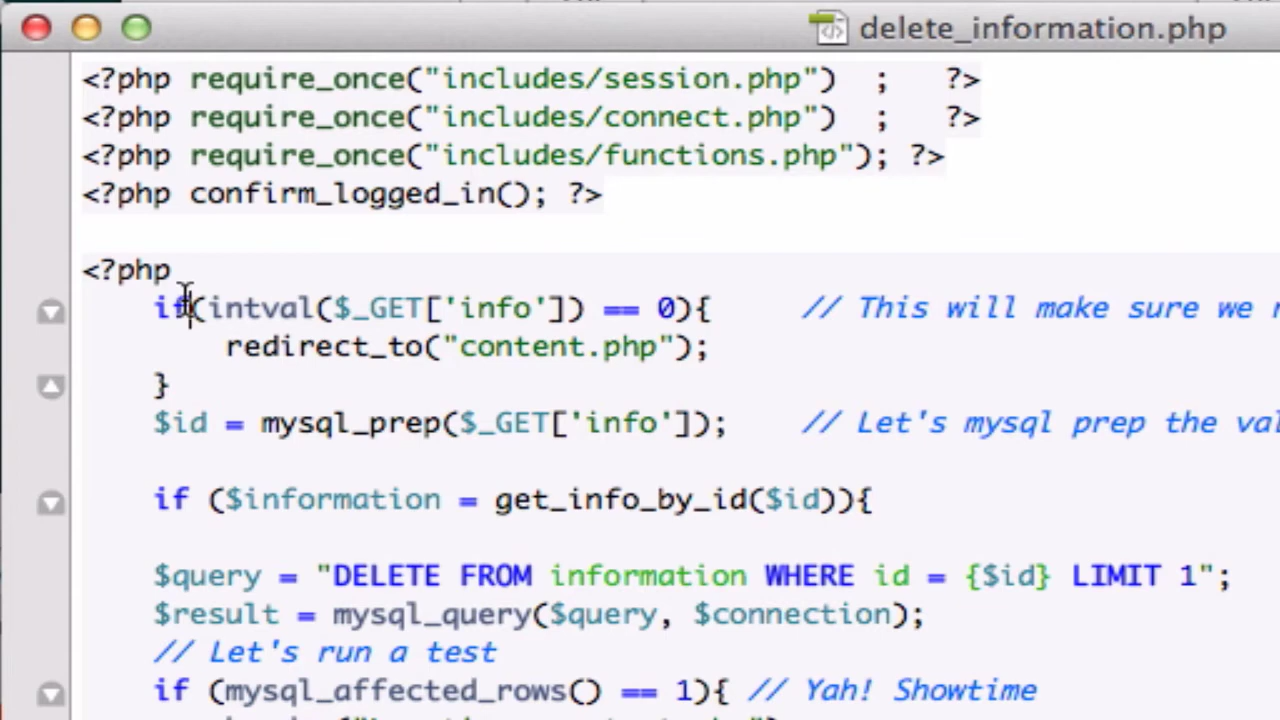 delete_information.php
<?php require_once("includes/session.php")  ;   ?>
<?php require_once("includes/connect.php")  ;   ?>
<?php require_once("includes/functions.php"); ?>
<?php confirm_logged_in(); ?>
<?php
if(intval($_GET['info']) == 0){     // This will make sure we
redirect_to("content.php");
}
$id = mysql_prep($_GET['info']);    // Let's mysql prep the
if ($information = get_info_by_id($id)){
$query = "DELETE FROM information WHERE id = {$id} LIMIT 1";
$result = mysql_query($query, $connection);
// Let's run a test
if (mysql_affected_rows() == 1){ // Yah! Showtime